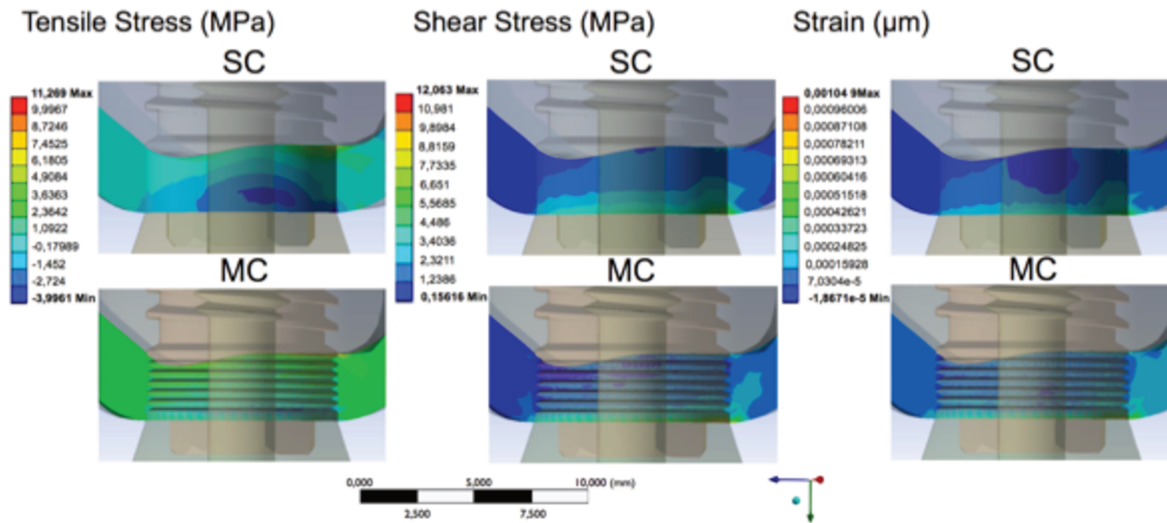 Tensile Stress (MPa)
Shear Stress (MPa)
Strain (µm)
SC
SC
SC
11,269 Max
9,9967
8,7246
7,4525
6,1805
4,9084
3,6363
2,3642
1,0922
-0,17989
-1,452
-2,724
-3,9961 Min
12,063 Max
10,981
9,8984
8,8159
7,7335
6,651
5,5685
4,486
3,4036
2,3211
1,2386
0,15616 Min
0,00104 9Max
0,00096006
0,00087108
0,00078211
0,00069313
0,00060416
0,00051518
0,00042621
0,00033723
0,00024825
0,00015928
7,0304e-5
-1,8671e-5 Min
MC
MC
MC
0,000
5,000
10,000 (mm)
2,500
7,500